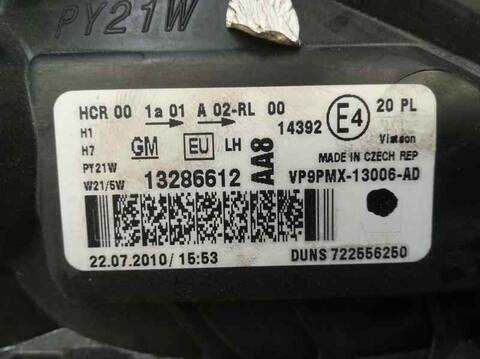 PY21W
HCR 00 1a 01 A 02-RL 00
H1
H7
PY21W
W21/5W
GM EU LH
13286612
AA8
14392 E4 20 PL
Visteon
MADE IN CZECH REP
VP9PMX-13006-AD
22.07.2010/ 15:53
DUNS 722556250